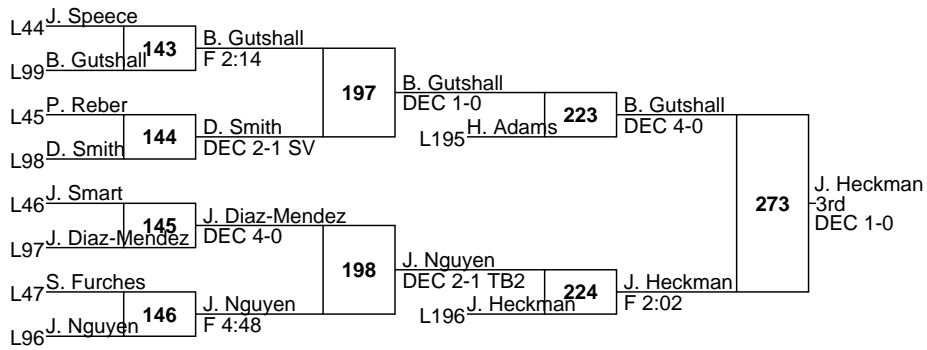 L44 J. Speece
143
B. Gutshall
F 2:14
L99 B. Gutshall
197
B. Gutshall
DEC 1-0
L45 P. Reber
144
D. Smith
DEC 2-1 SV
L98 D. Smith
223
L195 H. Adams
B. Gutshall
DEC 4-0
L46 J. Smart
145
J. Diaz-Mendez
DEC 4-0
L97 J. Diaz-Mendez
198
J. Nguyen
DEC 2-1 TB2
L47 S. Furches
146
J. Nguyen
F 4:48
L96 J. Nguyen
224
L196 J. Heckman
J. Heckman
F 2:02
273
J. Heckman
3rd
DEC 1-0